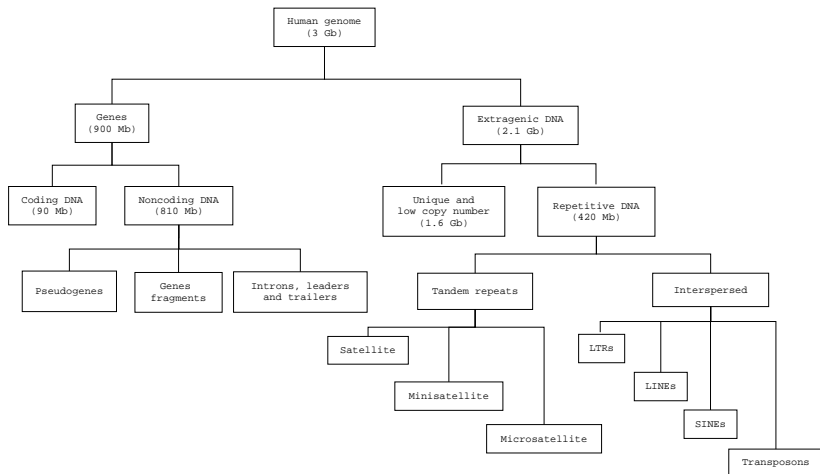 Human genome
(3 Gb)
Genes
(900 Mb)
Extragenic DNA
(2.1 Gb)
Coding DNA
(90 Mb)
Noncoding DNA
(810 Mb)
Unique and
low copy number
(1.6 Gb)
Repetitive DNA
(420 Mb)
Pseudogenes
Genes
fragments
Introns, leaders
and trailers
Tandem repeats
Interspersed
Satellite
Minisatellite
Microsatellite
LTRs
LINEs
SINEs
Transposons